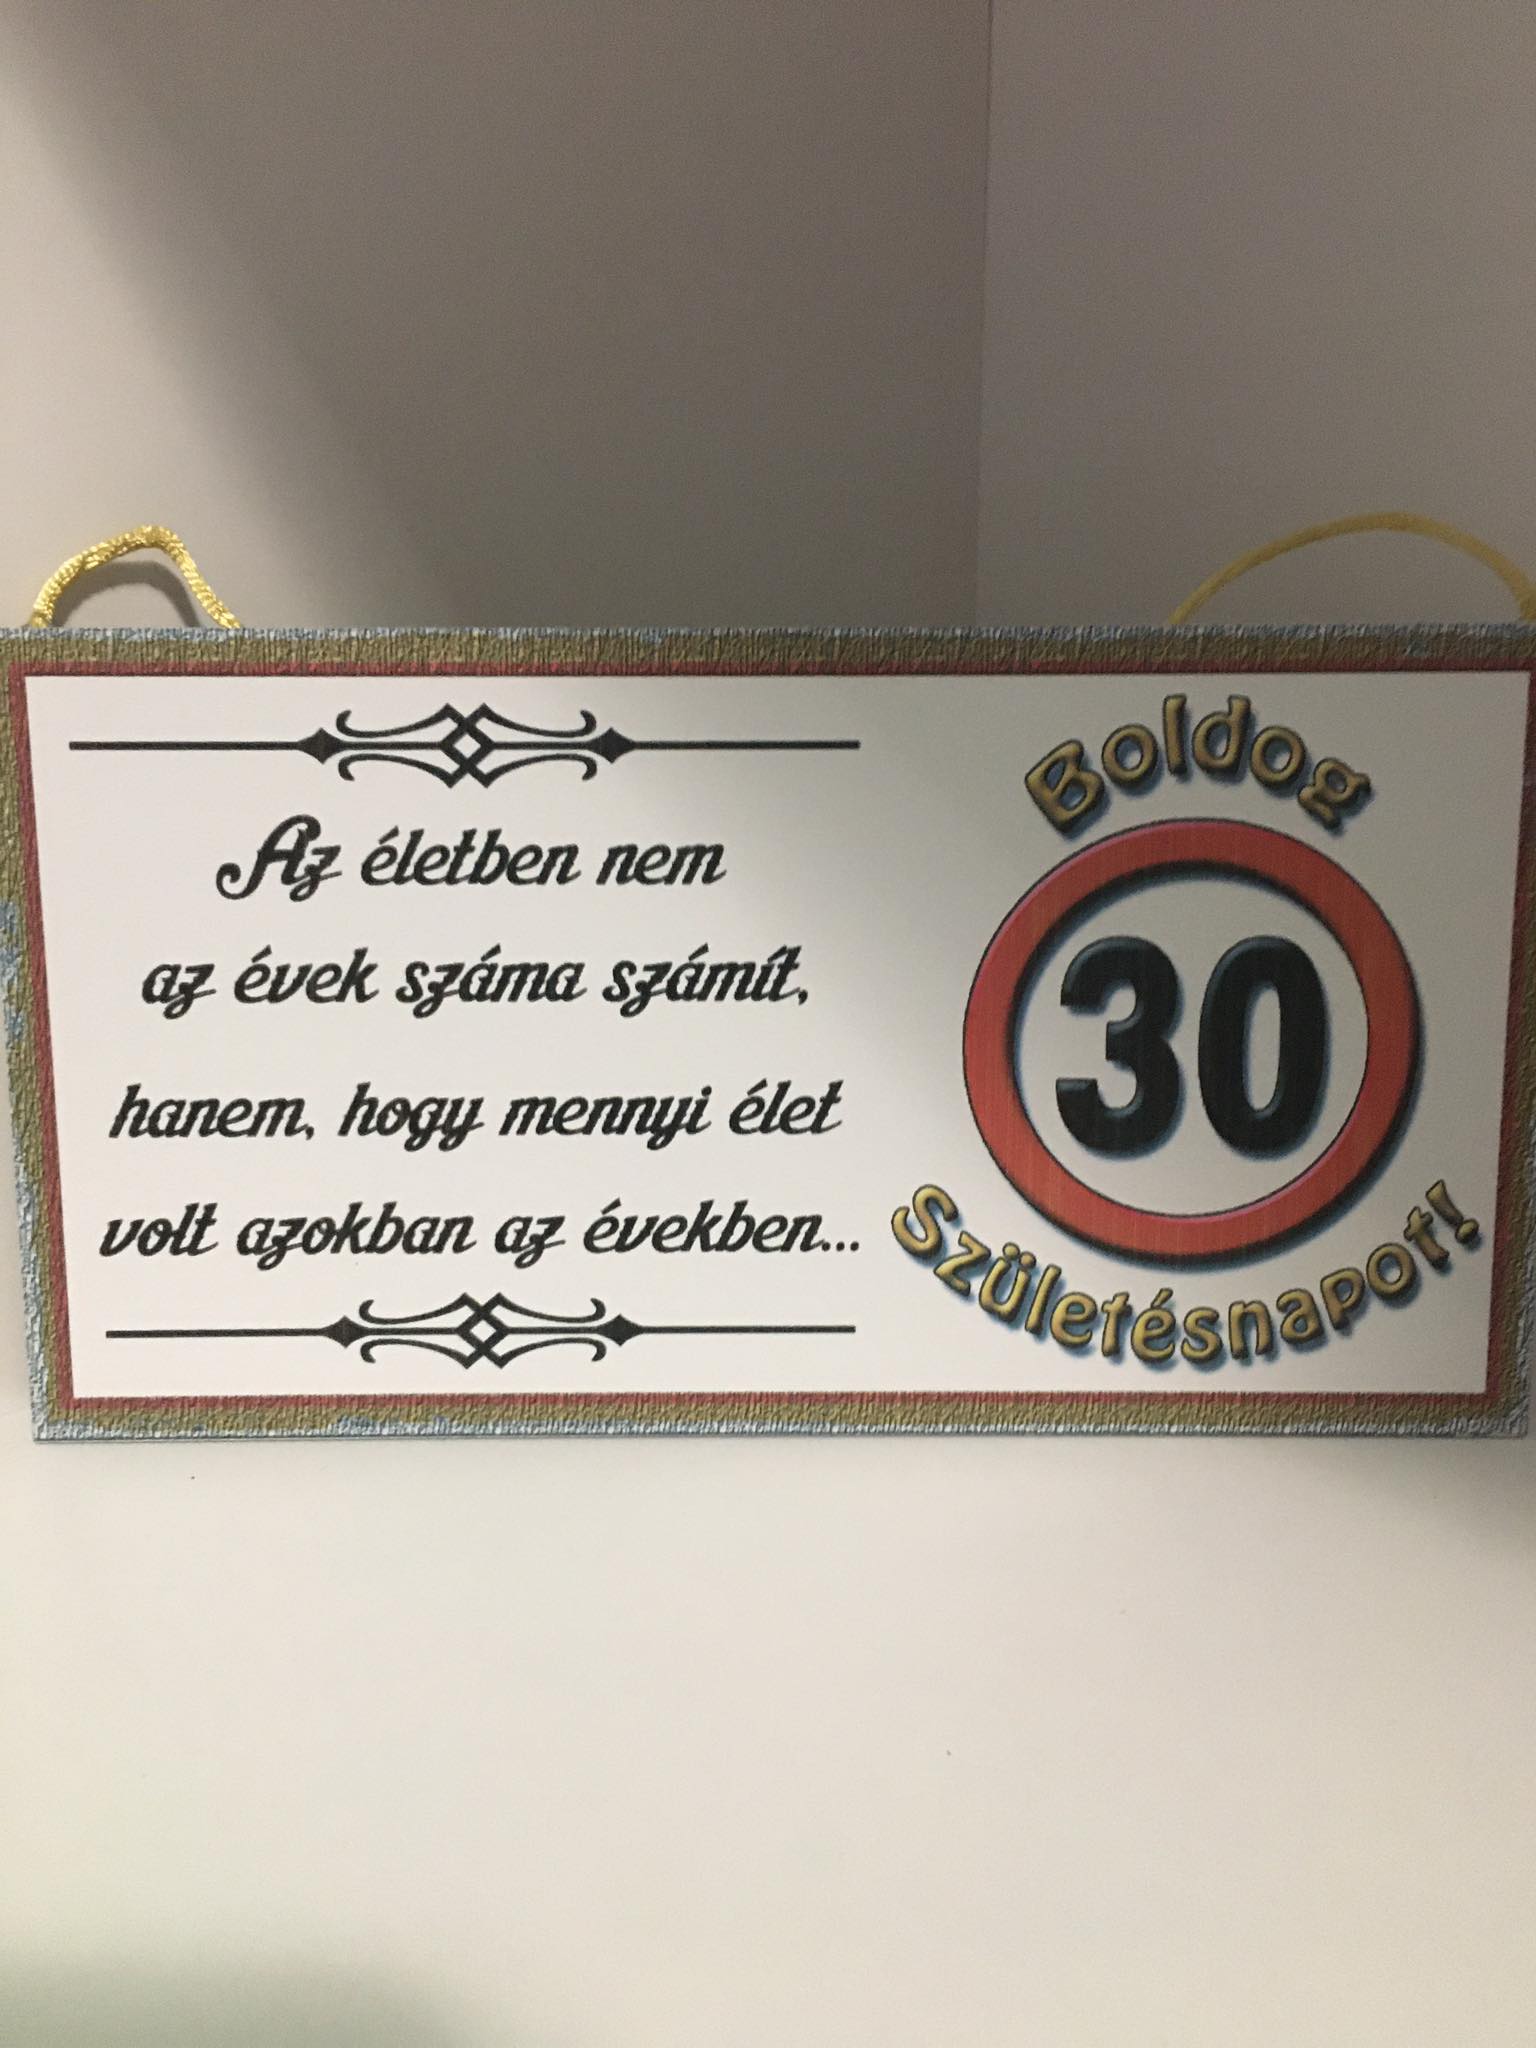 Az életben nem
az évek száma számít,
hanem, hogy mennyi élet
volt azokban az években...
Boldog
30
Születésnapot!